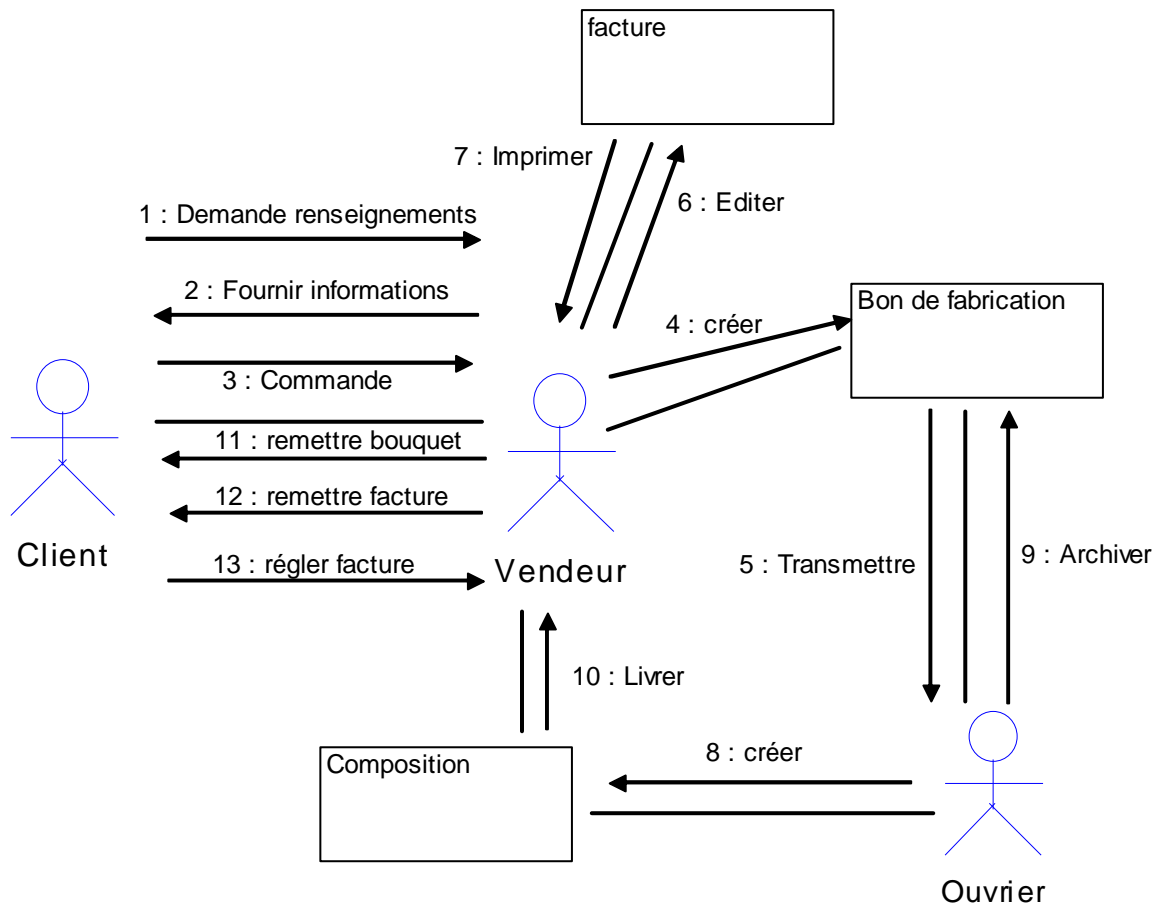 facture
7 : Imprimer
6 : Editer
1 : Demande renseignements
2 : Fournir informations
Bon de fabrication
4 : créer
3 : Commande
11 : remettre bouquet
12 : remettre facture
Client
13 : régler facture
Vendeur
5 : Transmettre
9 : Archiver
10 : Livrer
Composition
8 : créer
Ouvrier